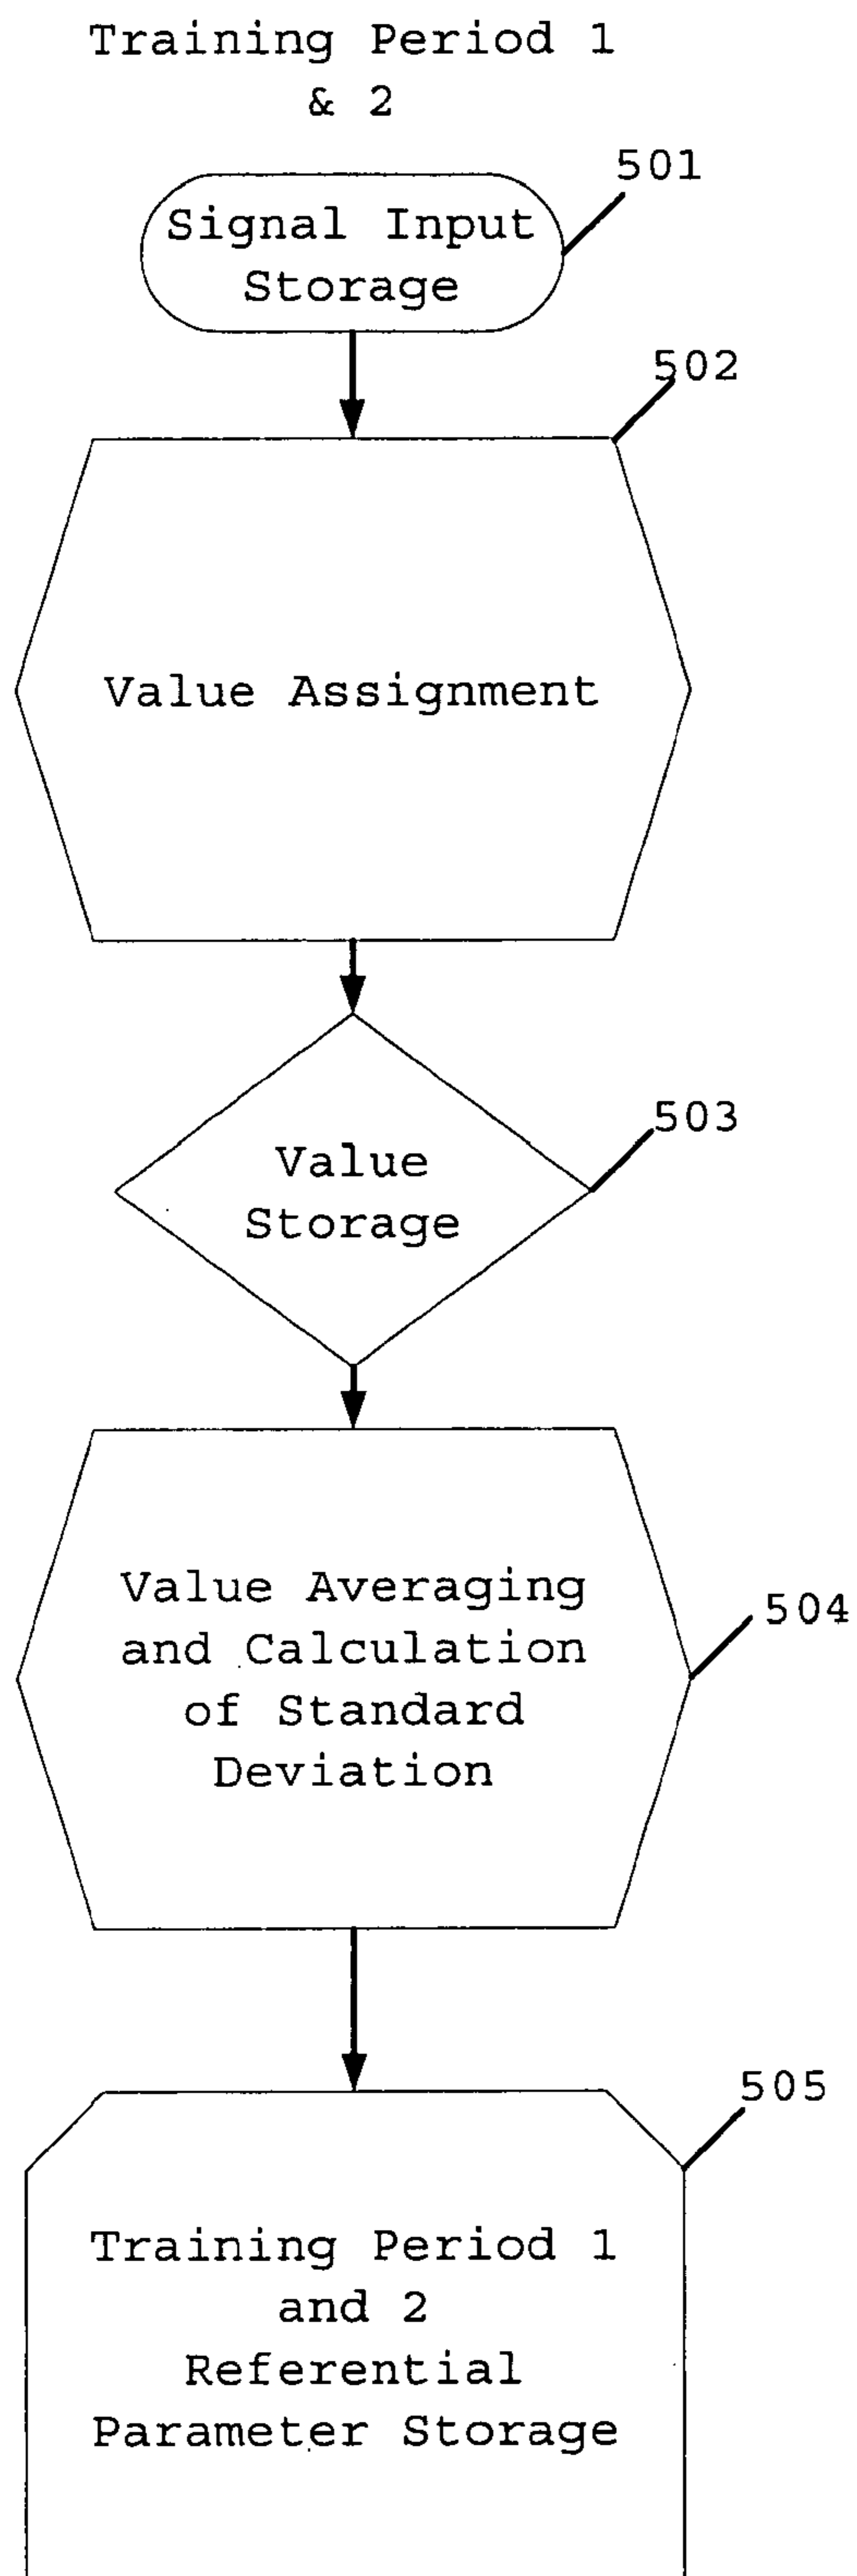 Training Period 1
& 2
501
Signal Input
Storage
502
Value Assignment
503
Value
Storage
504
Value Averaging
and Calculation
of Standard
Deviation
505
Training Period 1
and 2
Referential
Parameter Storage